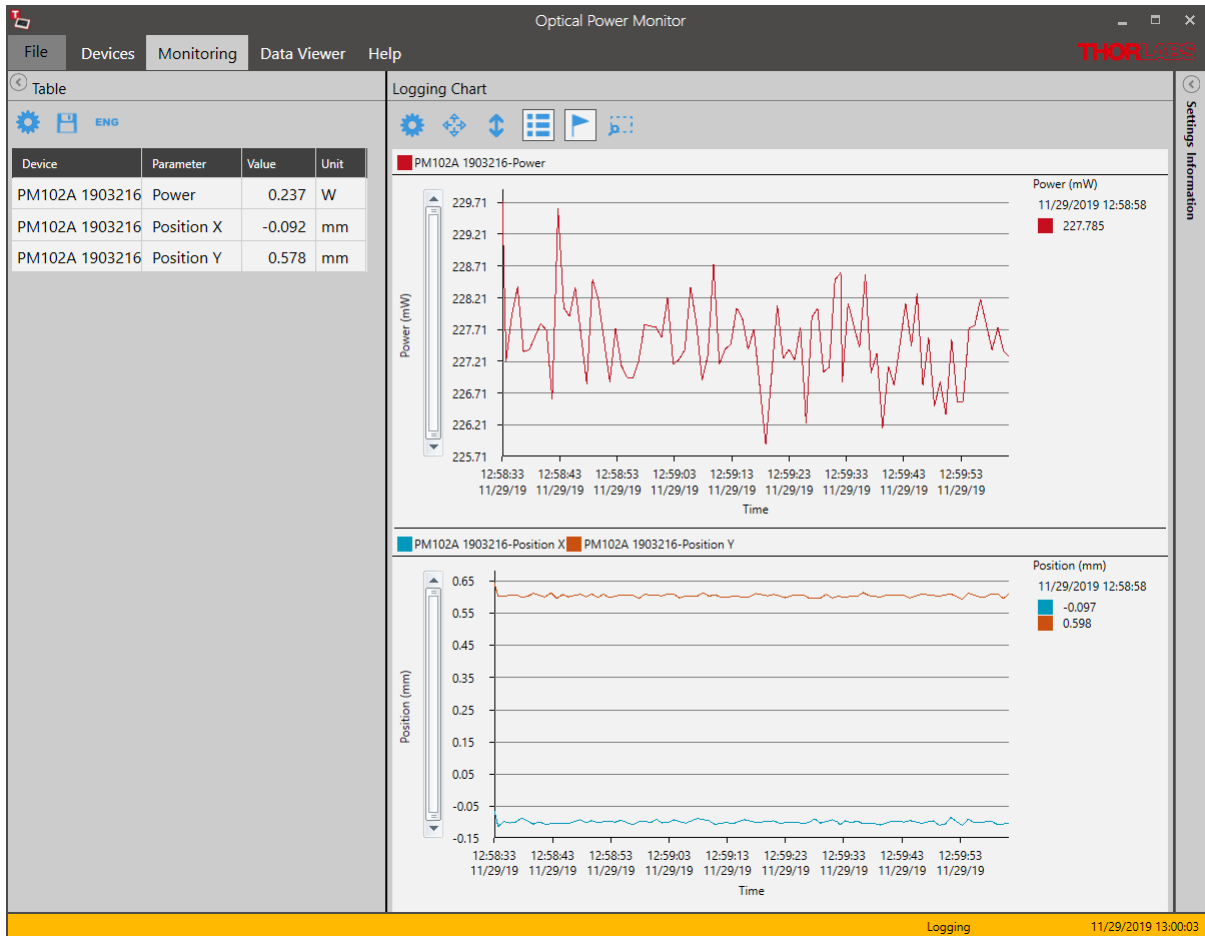 Optical Power Monitor
File Devices Monitoring Data Viewer Help
THORLABS
Table
ENG
Device Parameter Value Unit
PM102A 1903216 Power 0.237 W
PM102A 1903216 Position X -0.092 mm
PM102A 1903216 Position Y 0.578 mm
Logging Chart
PM102A 1903216-Power
Power (mW)
229.71
229.21
228.71
228.21
227.71
227.21
226.71
226.21
225.71
12:58:33 12:58:43 12:58:53 12:59:03 12:59:13 12:59:23 12:59:33 12:59:43 12:59:53
11/29/19 11/29/19 11/29/19 11/29/19 11/29/19 11/29/19 11/29/19 11/29/19 11/29/19
Time
Power (mW)
11/29/2019 12:58:58
227.785
PM102A 1903216-Position X PM102A 1903216-Position Y
Position (mm)
0.65
0.55
0.45
0.35
0.25
0.15
0.05
-0.05
-0.15
12:58:33 12:58:43 12:58:53 12:59:03 12:59:13 12:59:23 12:59:33 12:59:43 12:59:53
11/29/19 11/29/19 11/29/19 11/29/19 11/29/19 11/29/19 11/29/19 11/29/19 11/29/19
Time
Position (mm)
11/29/2019 12:58:58
-0.097
0.598
Settings Information
Logging 11/29/2019 13:00:03